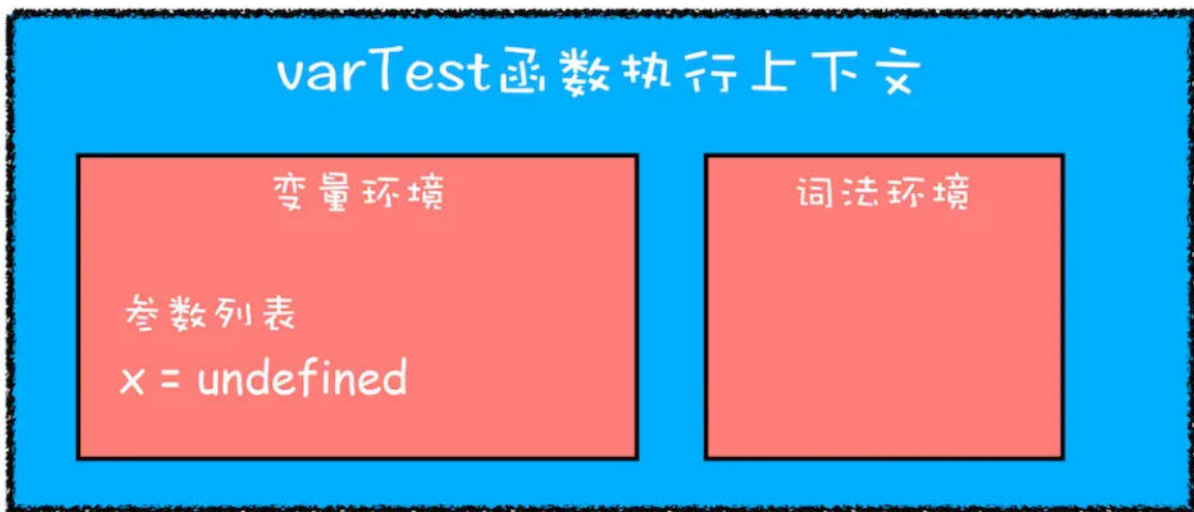 varTest函数执行上下文
变量环境
参数列表
x = undefined
词法环境